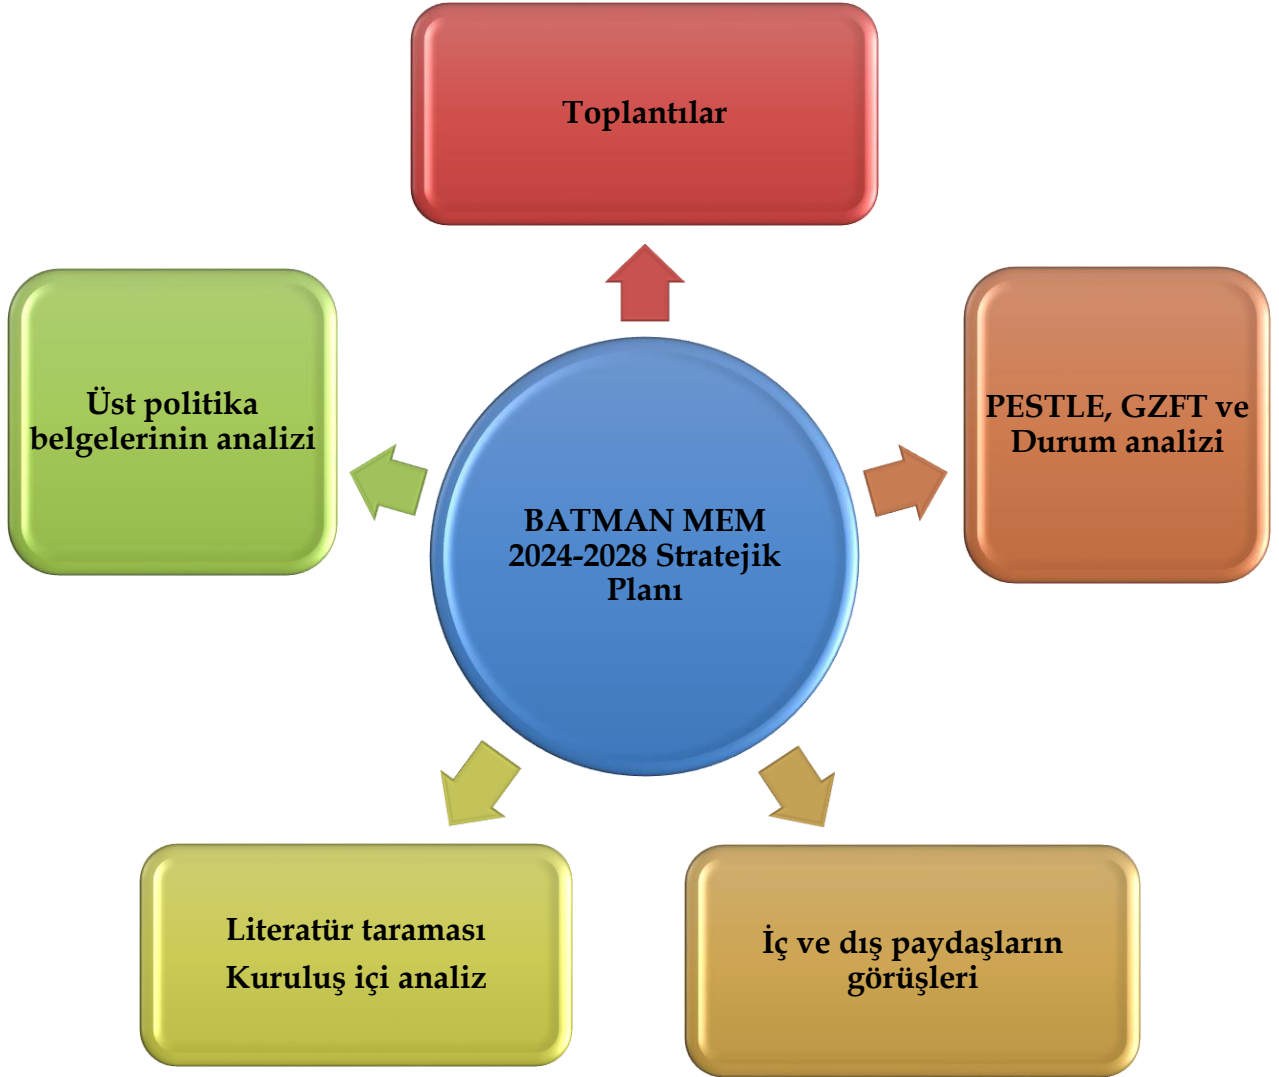 Toplantılar
Üst politika
belgelerinin analizi
PESTLE, GZFT ve
Durum analizi
BATMAN MEM
2024-2028 Stratejik
Planı
Literatür taraması
Kuruluş içi analiz
İç ve dış paydaşların
görüşleri